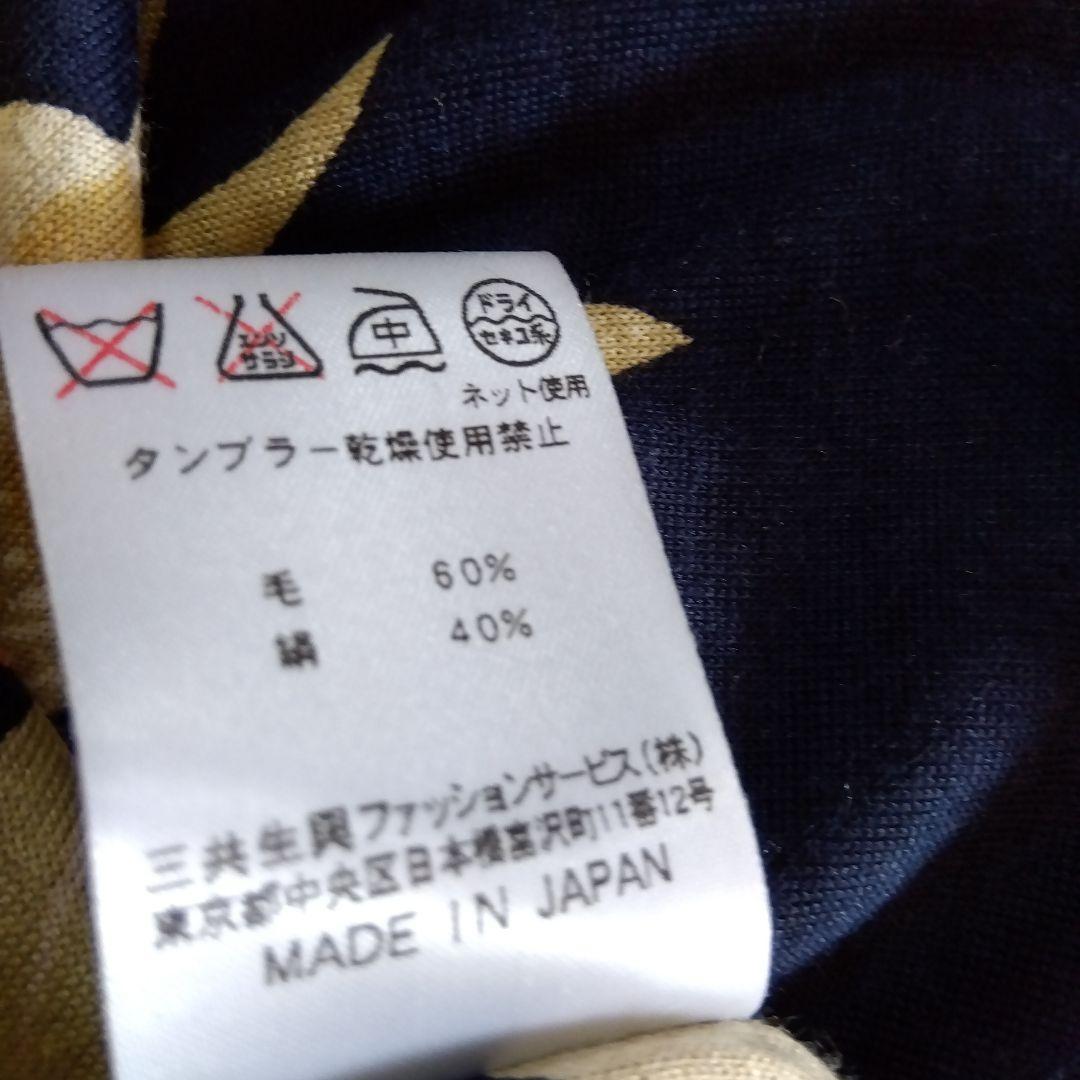 エンソ
サラシ
中
ドライ
セキユ系
ネット使用
タンブラー乾燥使用禁止
毛 60%
絹 40%
三共生興ファッションサービス(株)
東京都中央区日本橋富沢町11番12号
MADE IN JAPAN